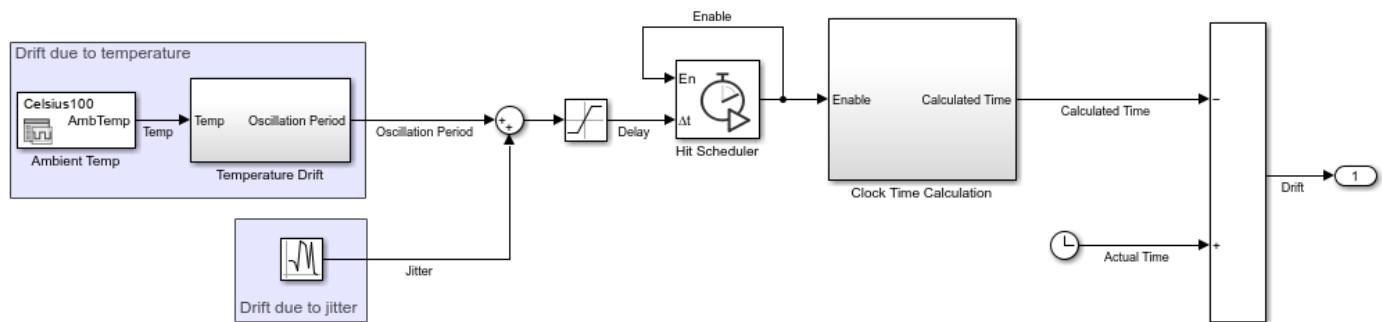 Enable
Drift due to temperature
Celsius100
AmbTemp
Temp
Ambient Temp
Temp
Oscillation Period
Temperature Drift
Oscillation Period
+
+
Delay
En
Δt
Hit Scheduler
Enable
Calculated Time
Clock Time Calculation
Calculated Time
−
+
Drift
1
Actual Time
Jitter
Drift due to jitter